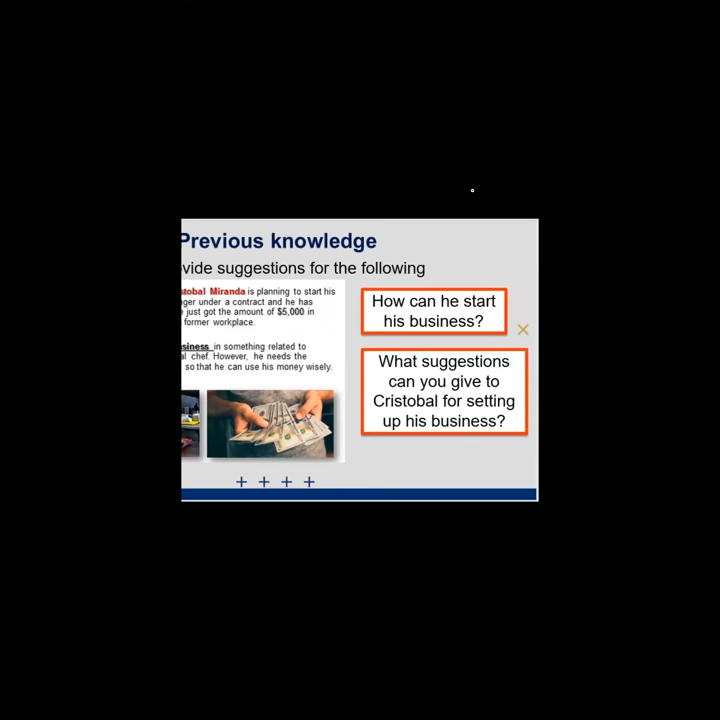 Previous knowledge
vide suggestions for the following
stobal Miranda is planning to start his
ger under a contract and he has
just got the amount of $5,000 in
former workplace.
siness in something related to
al chef. However, he needs the
so that he can use his money wisely.
How can he start
his business?
What suggestions
can you give to
Cristobal for setting
up his business?